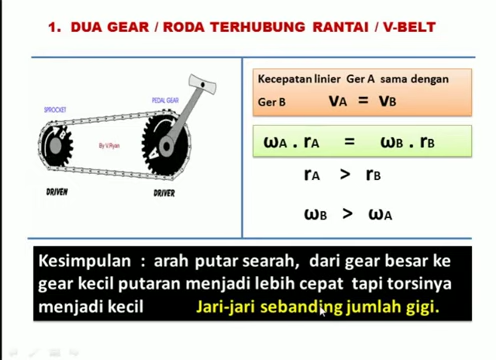 1. DUA GEAR / RODA TERHUBUNG RANTAI / V-BELT
SPROCKET
PEDAL GEAR
B
A
By V.Ryan
DRIVEN
DRIVER
Kecepatan linier Ger A sama dengan
Ger B VA = VB
ωA . rA = ωB . rB
rA > rB
ωB > ωA
Kesimpulan : arah putar searah, dari gear besar ke
gear kecil putaran menjadi lebih cepat tapi torsinya
menjadi kecil Jari-jari sebanding jumlah gigi.